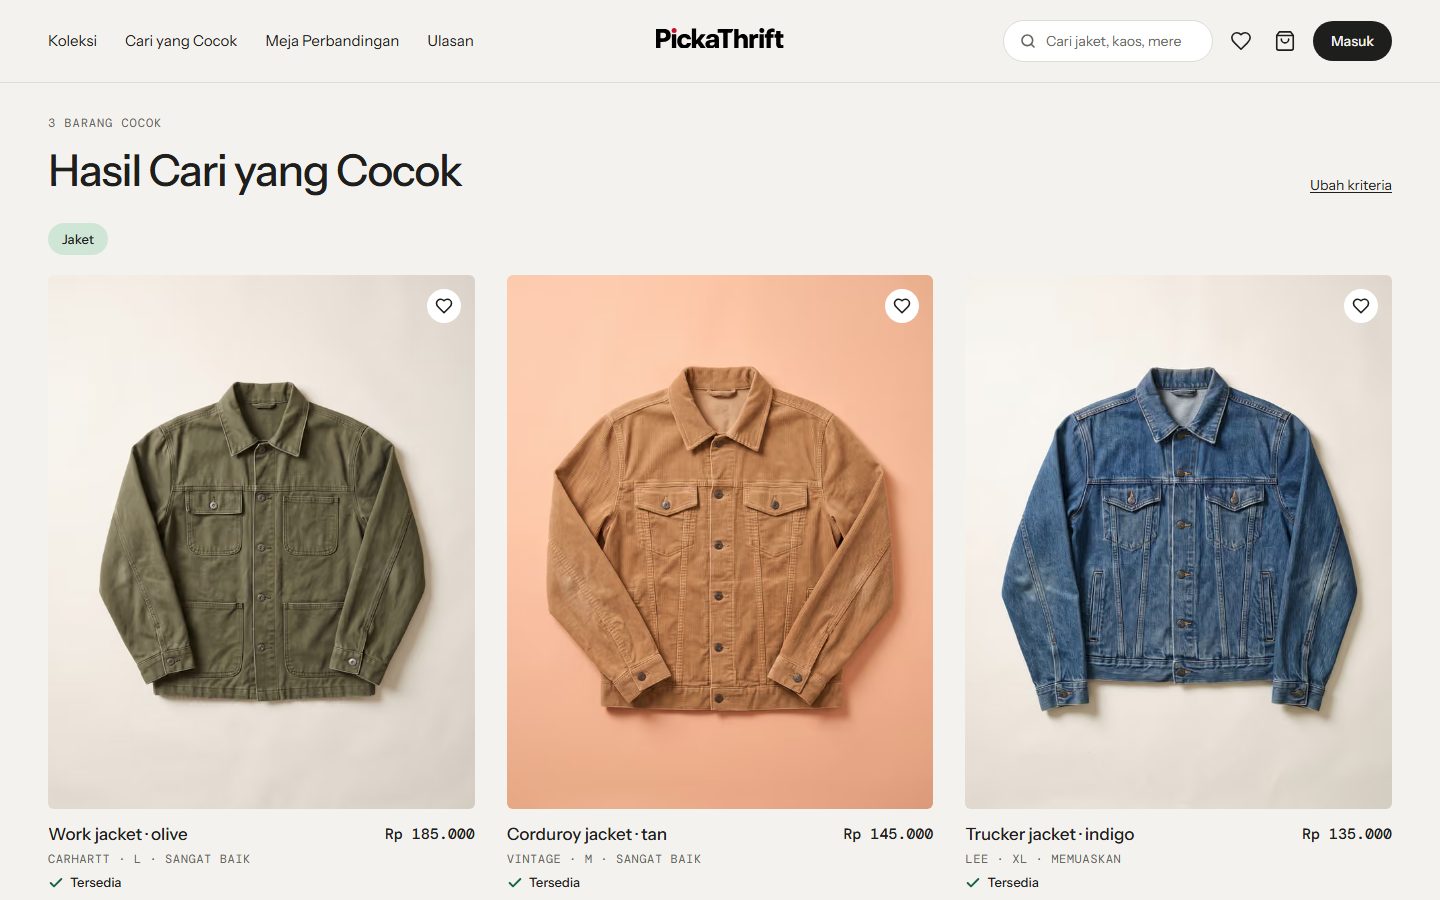 Koleksi Cari yang Cocok Meja Perbandingan Ulasan PickaThrift Cari jaket, kaos, mere Masuk
3 BARANG COCOK
Hasil Cari yang Cocok
Ubah kriteria
Jaket
Work jacket · olive Rp 185.000
CARHARTT · L · SANGAT BAIK
Tersedia
Corduroy jacket · tan Rp 145.000
VINTAGE · M · SANGAT BAIK
Tersedia
Trucker jacket · indigo Rp 135.000
LEE · XL · MEMUASKAN
Tersedia